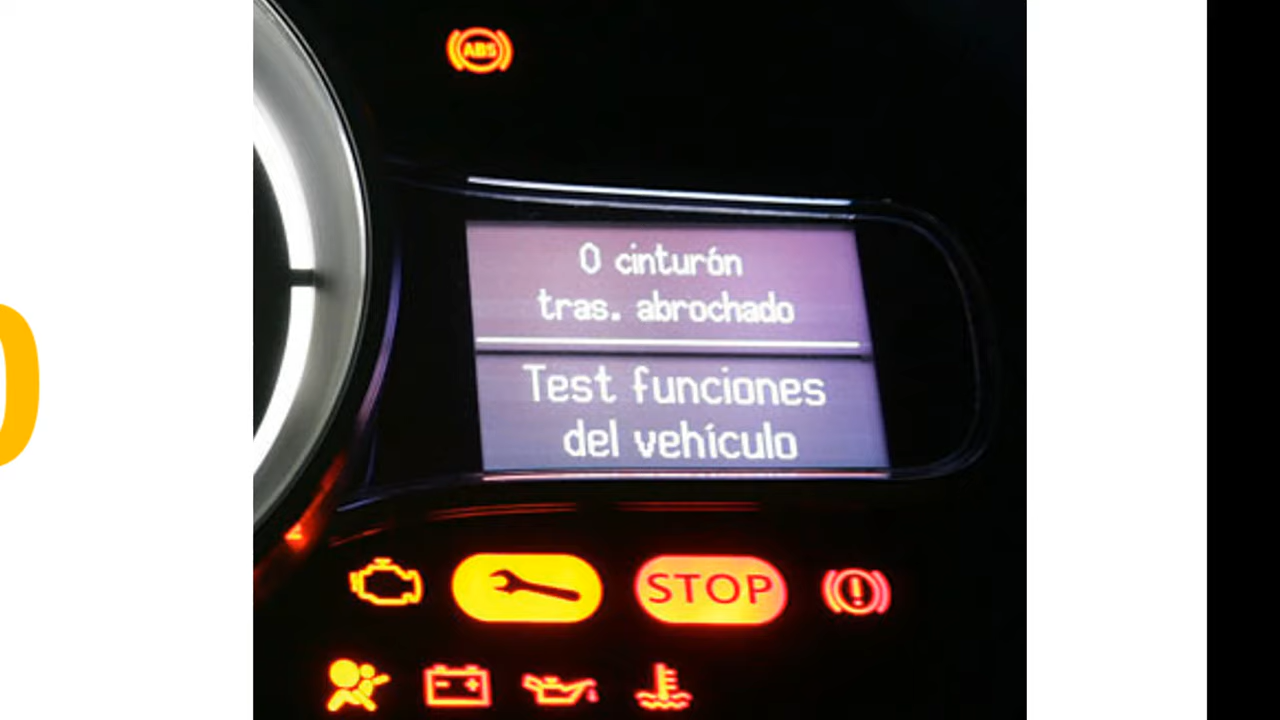 ABS
0 cinturón
tras. abrochado
Test funciones
del vehículo
STOP